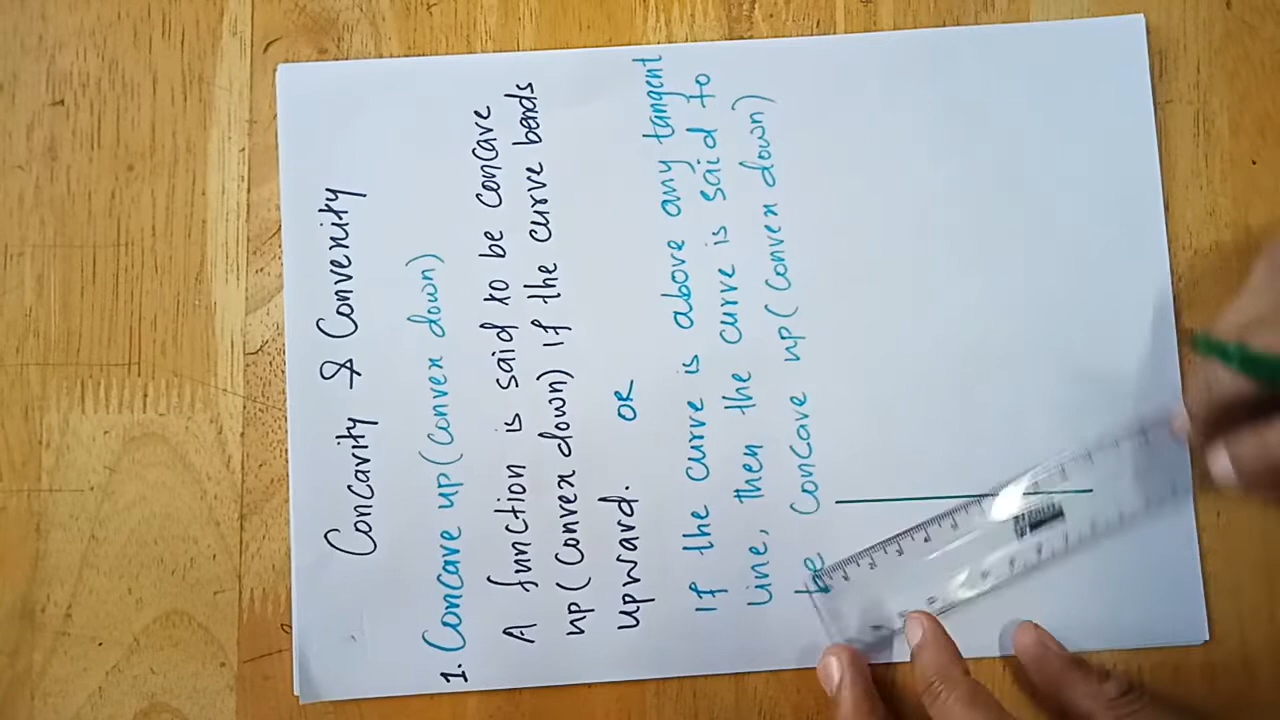 Concavity & Convexity
1. Concave up (Convex down)
A function is said to be concave
up (Convex down) if the curve bends
upward. OR
If the curve is above any tangent
line, then the curve is said to
be Concave up (Convex down)